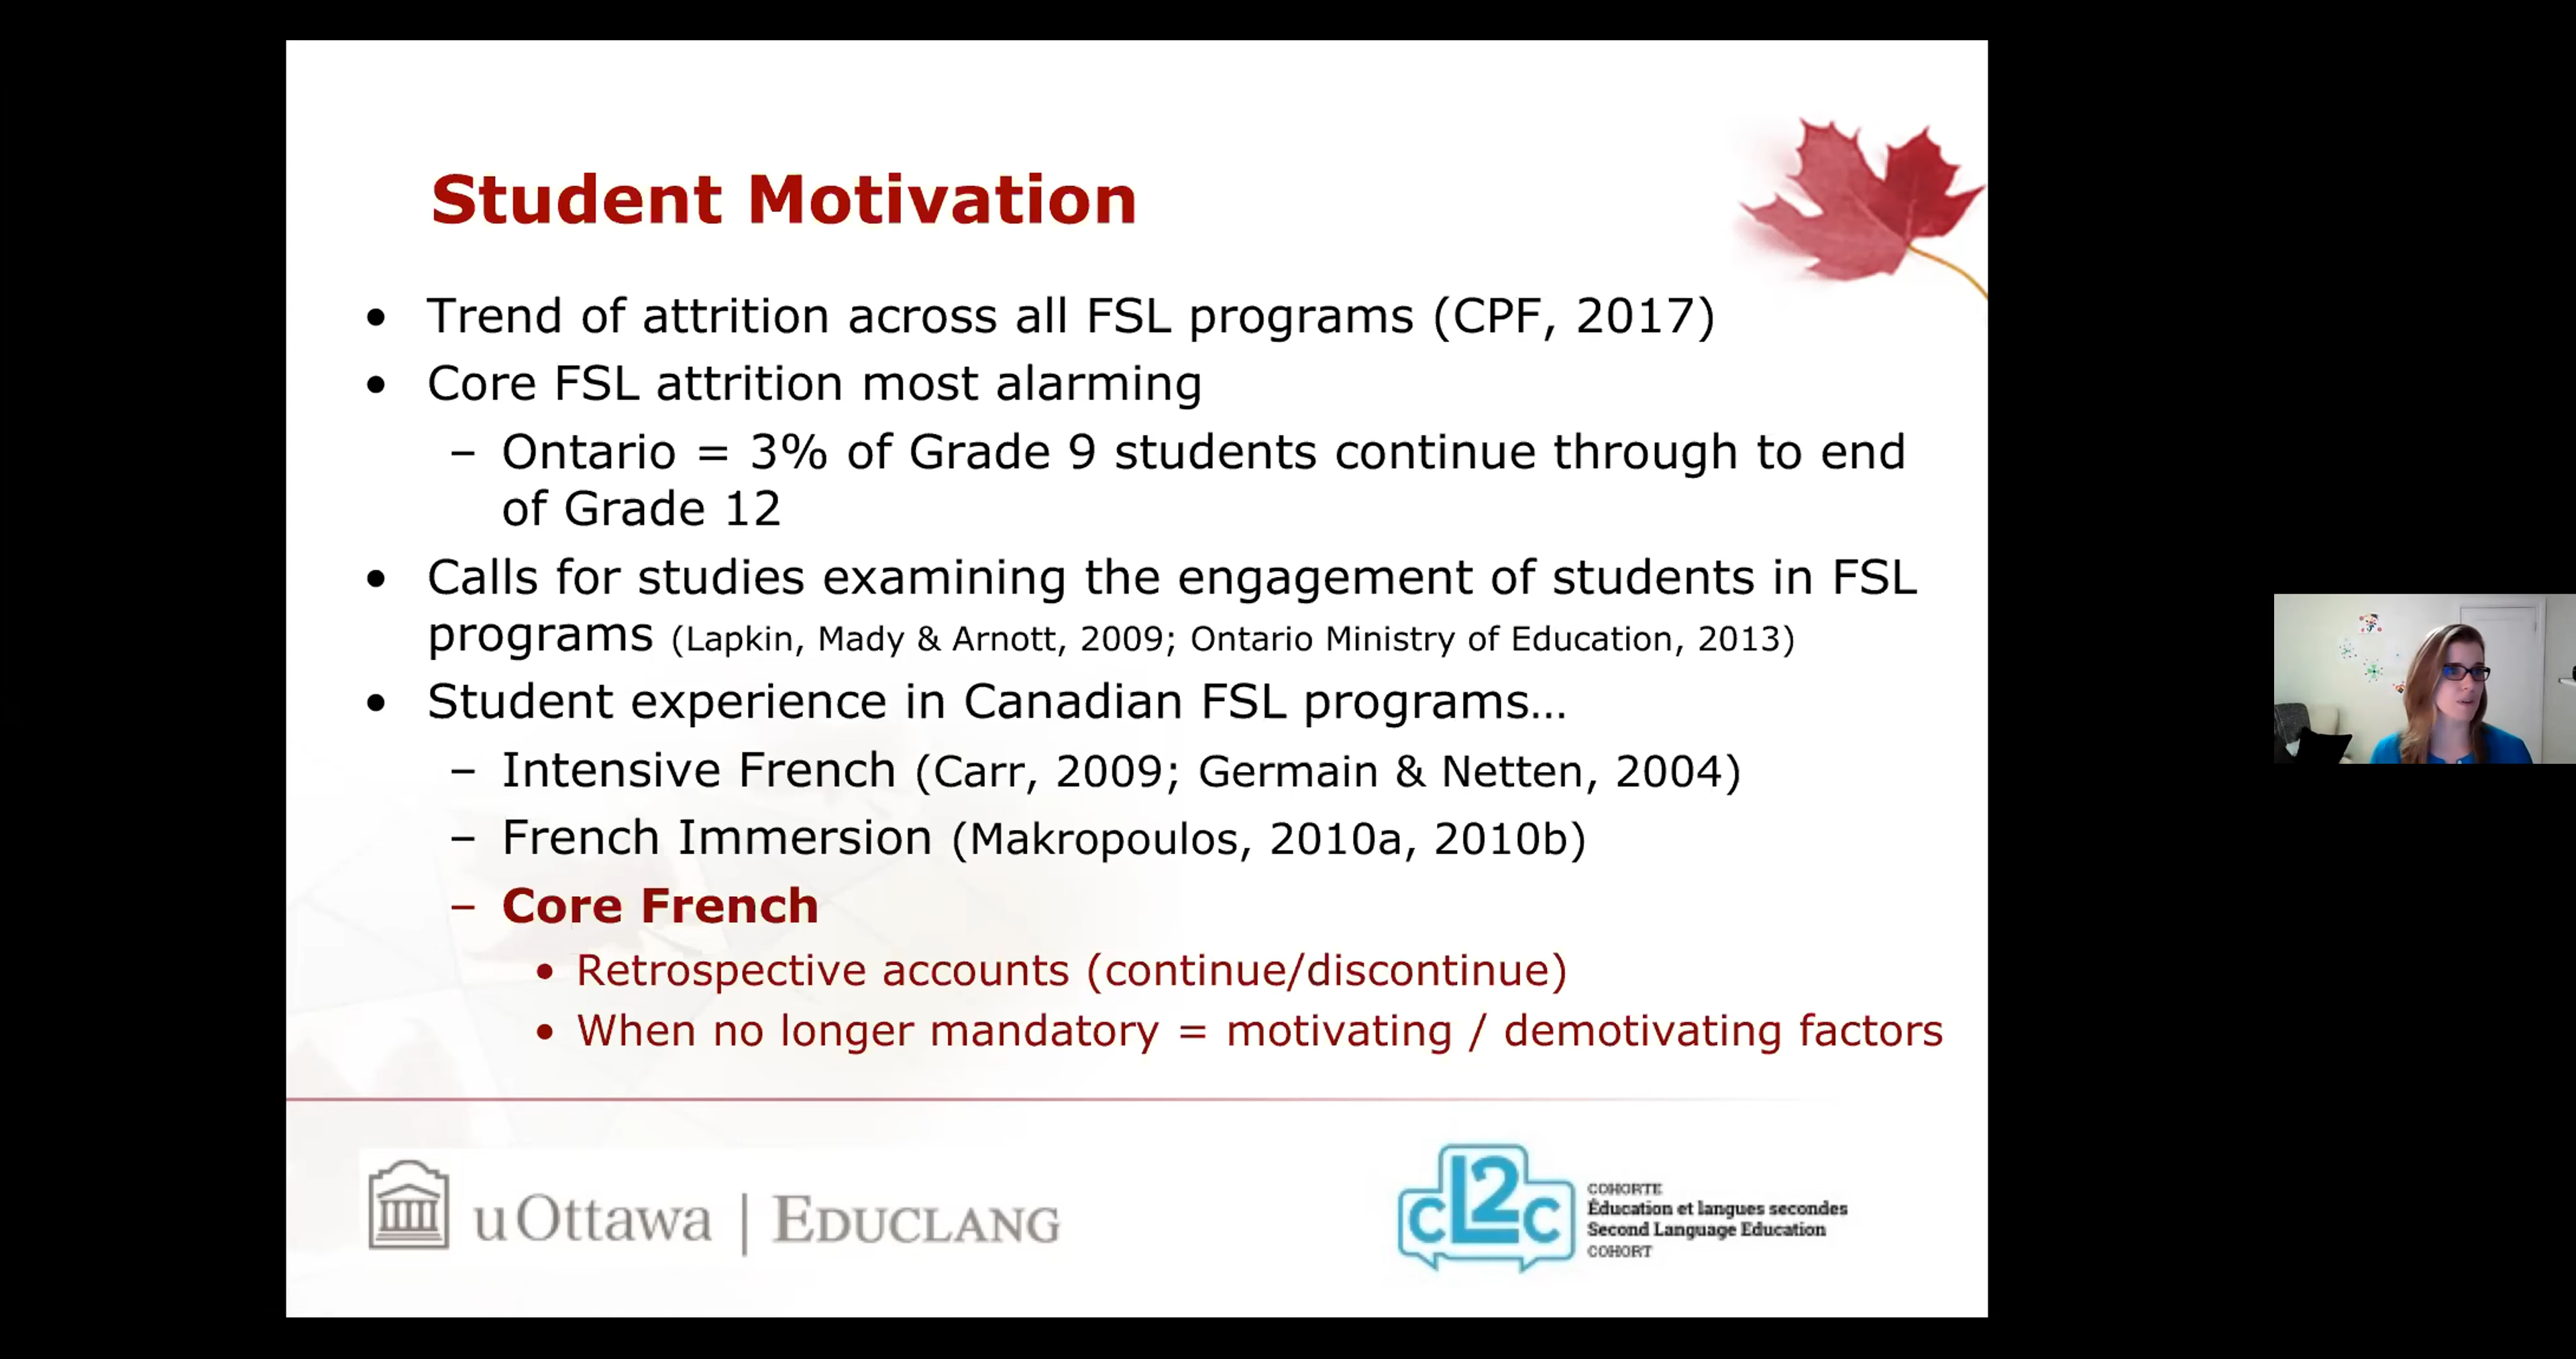 Student Motivation
• Trend of attrition across all FSL programs (CPF, 2017)
• Core FSL attrition most alarming
– Ontario = 3% of Grade 9 students continue through to end
of Grade 12
• Calls for studies examining the engagement of students in FSL
programs (Lapkin, Mady & Arnott, 2009; Ontario Ministry of Education, 2013)
• Student experience in Canadian FSL programs…
– Intensive French (Carr, 2009; Germain & Netten, 2004)
– French Immersion (Makropoulos, 2010a, 2010b)
– Core French
• Retrospective accounts (continue/discontinue)
• When no longer mandatory = motivating / demotivating factors
uOttawa | EDUCLANG
cL2c
COHORTE
Éducation et langues secondes
Second Language Education
COHORT